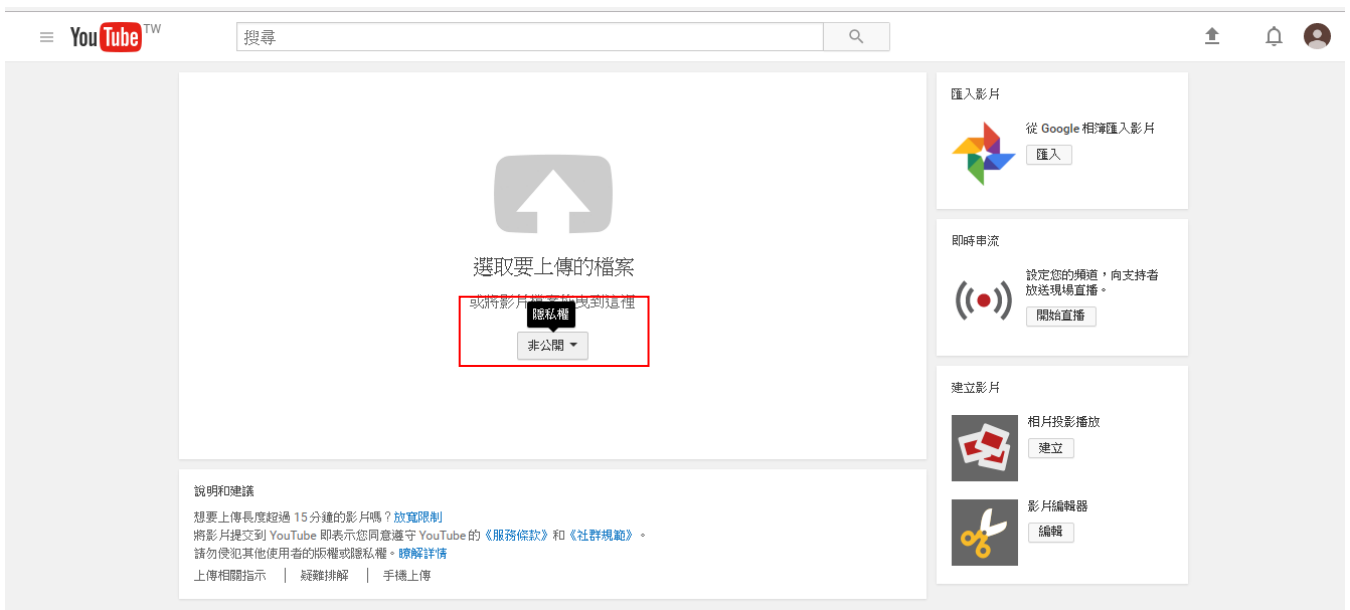 YouTube TW
搜尋
選取要上傳的檔案
或將影片檔案拖曳到這裡
隱私權
非公開
匯入影片
從 Google 相簿匯入影片
匯入
即時串流
設定您的頻道，向支持者
放送現場直播。
開始直播
建立影片
相片投影播放
建立
影片編輯器
編輯
說明和建議
想要上傳長度超過 15 分鐘的影片嗎？放寬限制
將影片提交到 YouTube 即表示您同意遵守 YouTube 的《服務條款》和《社群規範》。
請勿侵犯其他使用者的版權或隱私權。瞭解詳情
上傳相關指示 | 疑難排解 | 手機上傳